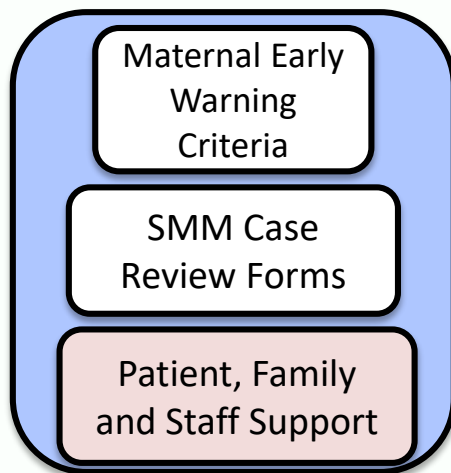 Maternal Early
Warning
Criteria
SMM Case
Review Forms
Patient, Family
and Staff Support